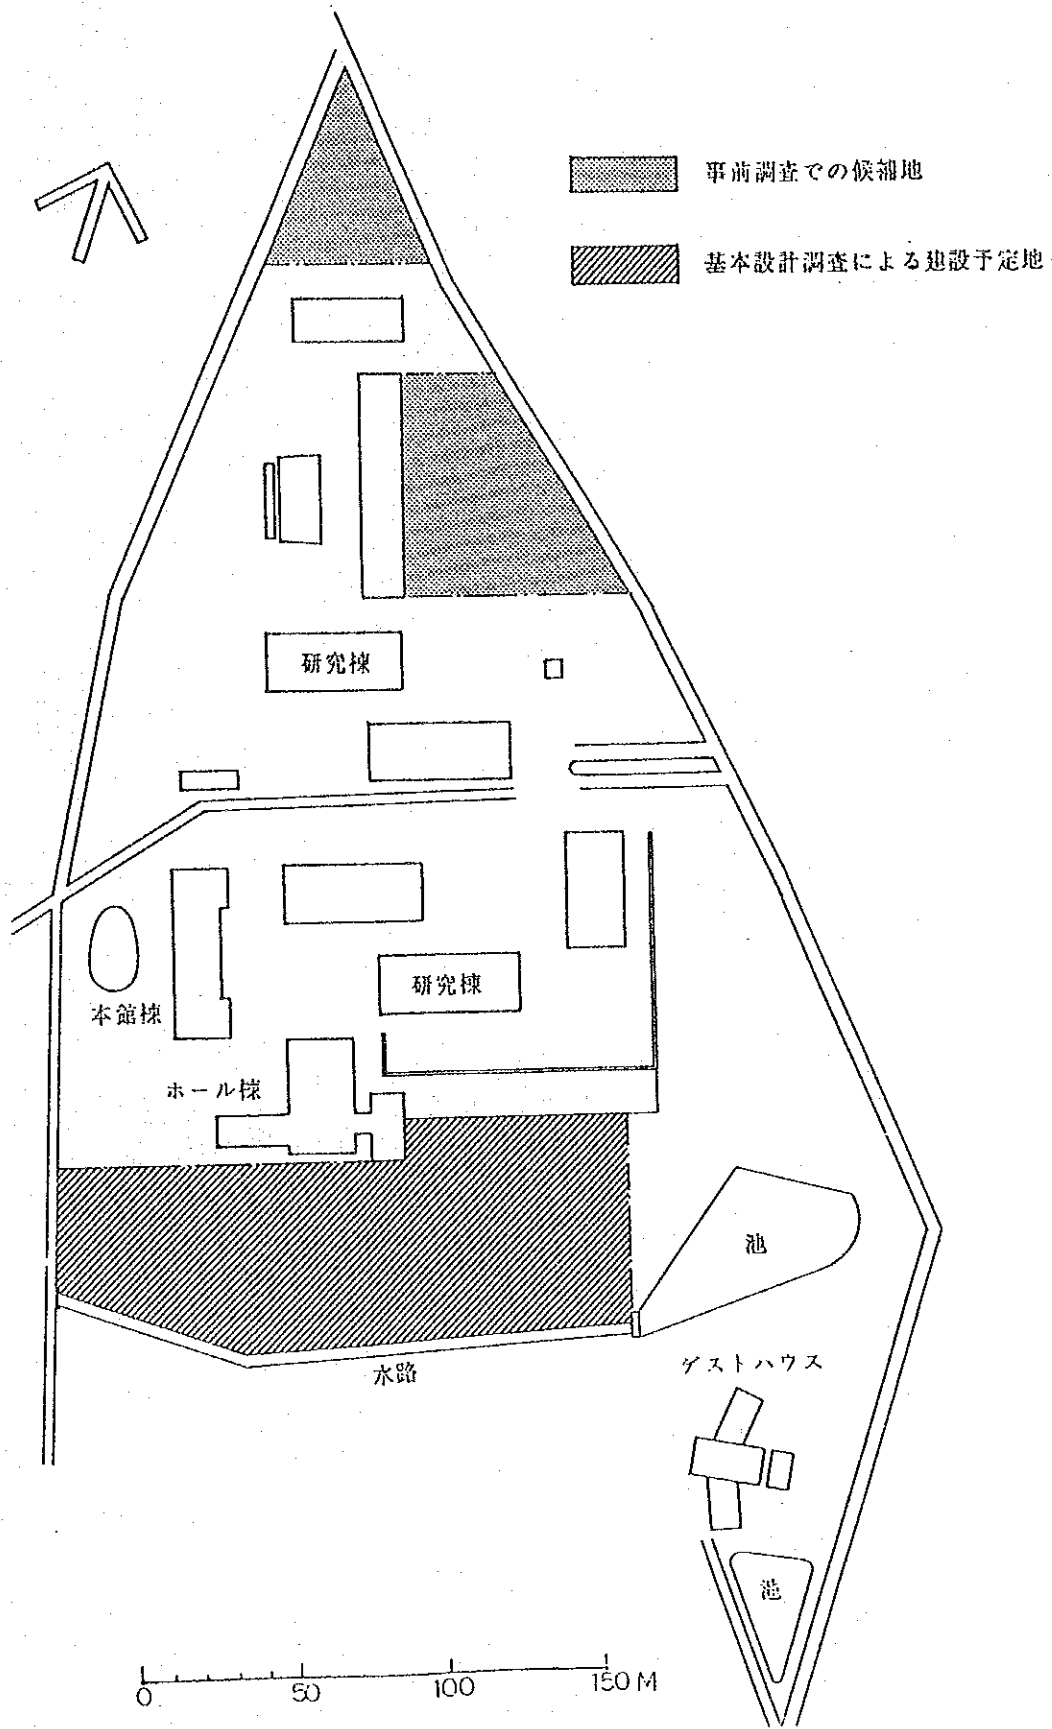 事前調査での候補地
基本設計調査による建設予定地
研究棟
研究棟
本館棟
ホール棟
池
水路
ゲストハウス
池
0 50 100 150 M